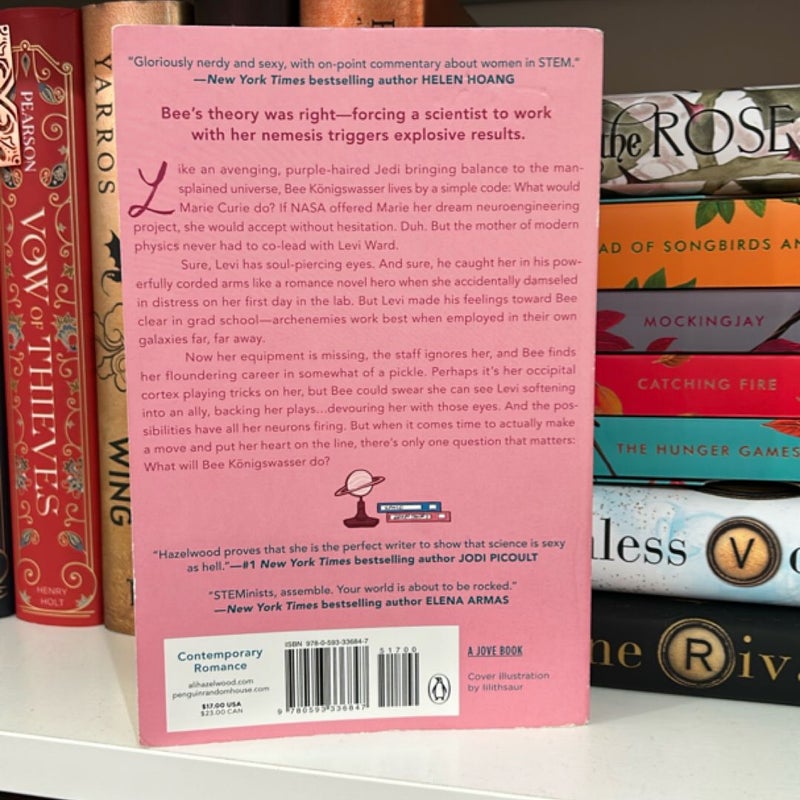 PEARSON
VOW OF THIEVES
HENRY
HOLT
YARROS
WING
"Gloriously nerdy and sexy, with on-point commentary about women in STEM."
—New York Times bestselling author HELEN HOANG
Bee's theory was right—forcing a scientist to work
with her nemesis triggers explosive results.
Like an avenging, purple-haired Jedi bringing balance to the man-
splained universe, Bee Königswasser lives by a simple code: What would
Marie Curie do? If NASA offered Marie her dream neuroengineering
project, she would accept without hesitation. Duh. But the mother of modern
physics never had to co-lead with Levi Ward.
Sure, Levi has soul-piercing eyes. And sure, he caught her in his pow-
erfully corded arms like a romance novel hero when she accidentally damseled
in distress on her first day in the lab. But Levi made his feelings toward Bee
clear in grad school—archenemies work best when employed in their own
galaxies far, far away.
Now her equipment is missing, the staff ignores her, and Bee finds
her floundering career in somewhat of a pickle. Perhaps it's her occipital
cortex playing tricks on her, but Bee could swear she can see Levi softening
into an ally, backing her plays...devouring her with those eyes. And the pos-
sibilities have all her neurons firing. But when it comes time to actually make
a move and put her heart on the line, there's only one question that matters:
What will Bee Königswasser do?
"Hazelwood proves that she is the perfect writer to show that science is sexy
as hell."—#1 New York Times bestselling author JODI PICOULT
"STEMinists, assemble. Your world is about to be rocked."
—New York Times bestselling author ELENA ARMAS
Contemporary
Romance
alihazelwood.com
penguinrandomhouse.com
$17.00 USA
$23.00 CAN
ISBN 978-0-593-33684-7
51700
9 780593 336847
A JOVE BOOK
Cover illustration
by lilithsaur
the ROSE
AD OF SONGBIRDS AN
MOCKINGJAY
CATCHING FIRE
THE HUNGER GAMES
less V
ne Riv